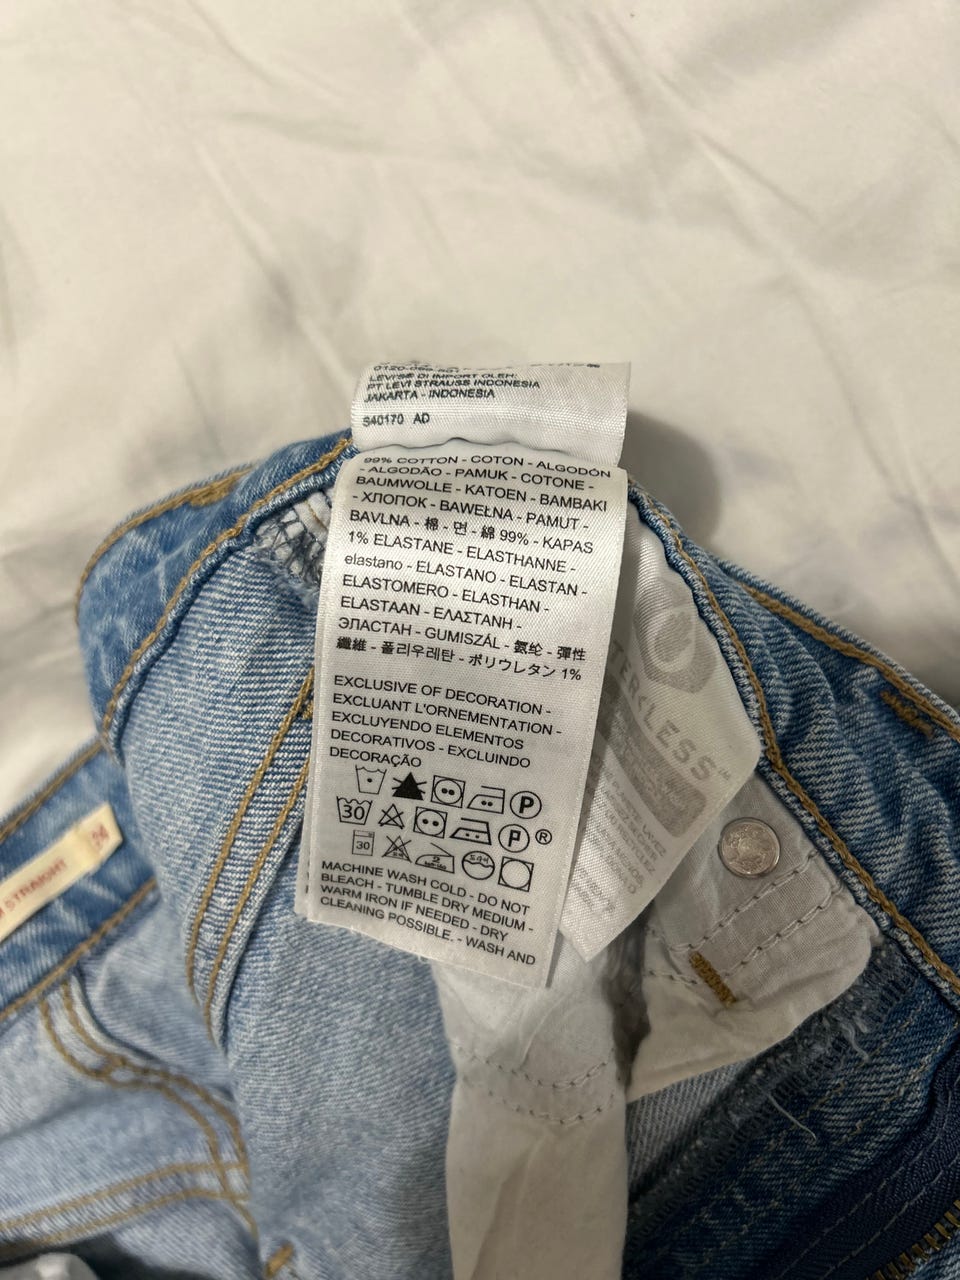 LEVI'S® DI IMPORT OLEH:
PT LEVI STRAUSS INDONESIA
JAKARTA - INDONESIA
S40170 AD
99% COTTON - COTON - ALGODÓN
- ALGODÃO - PAMUK - COTONE -
BAUMWOLLE - KATOEN - BAMBAKI
- ХЛОПОК - BAWEŁNA - PAMUT -
BAVLNA - 棉 - 면 - 綿 99% - KAPAS
1% ELASTANE - ELASTHANNE -
elastano - ELASTANO - ELASTAN -
ELASTOMERO - ELASTHAN -
ELASTAAN - ΕΛΑΣΤΑΝΗ -
ЭЛАСТАН - GUMISZÁL - 氨纶 - 彈性
纖維 - 폴리우레탄 - ポリウレタン 1%
EXCLUSIVE OF DECORATION -
EXCLUANT L'ORNEMENTATION -
EXCLUYENDO ELEMENTOS
DECORATIVOS - EXCLUINDO
DECORAÇÃO
P
30 P ®
30
MACHINE WASH COLD - DO NOT
BLEACH - TUMBLE DRY MEDIUM -
WARM IRON IF NEEDED - DRY
CLEANING POSSIBLE. - WASH AND
STRAIGHT